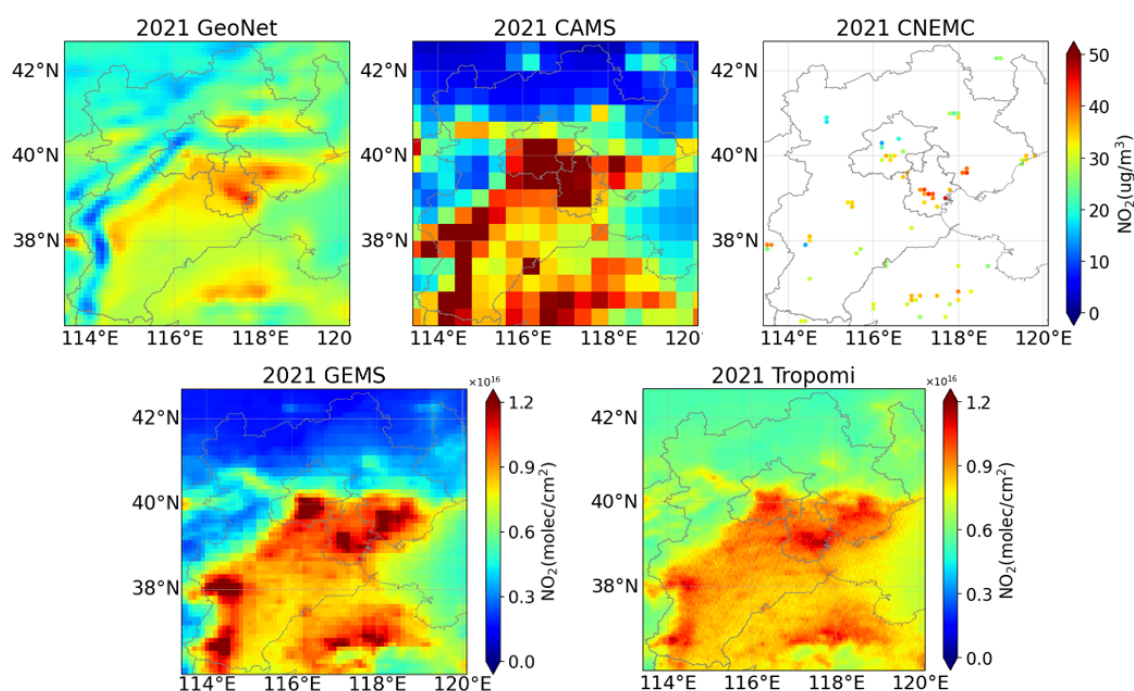 2021 GeoNet
2021 CAMS
2021 CNEMC
42°N
40°N
38°N
114°E 116°E 118°E 120°E
42°N
40°N
38°N
114°E 116°E 118°E 120°
42°N
40°N
38°N
114°E 116°E 118°E 120°E
50
40
30
20
10
0
NO₂(ug/m³)
2021 GEMS
2021 Tropomi
42°N
40°N
38°N
114°E 116°E 118°E 120°E
×10¹⁶
1.2
0.9
0.6
0.3
0.0
NO₂(molec/cm²)
42°N
40°N
38°N
114°E 116°E 118°E 120°E
×10¹⁶
1.2
0.9
0.6
0.3
0.0
NO₂(molec/cm²)